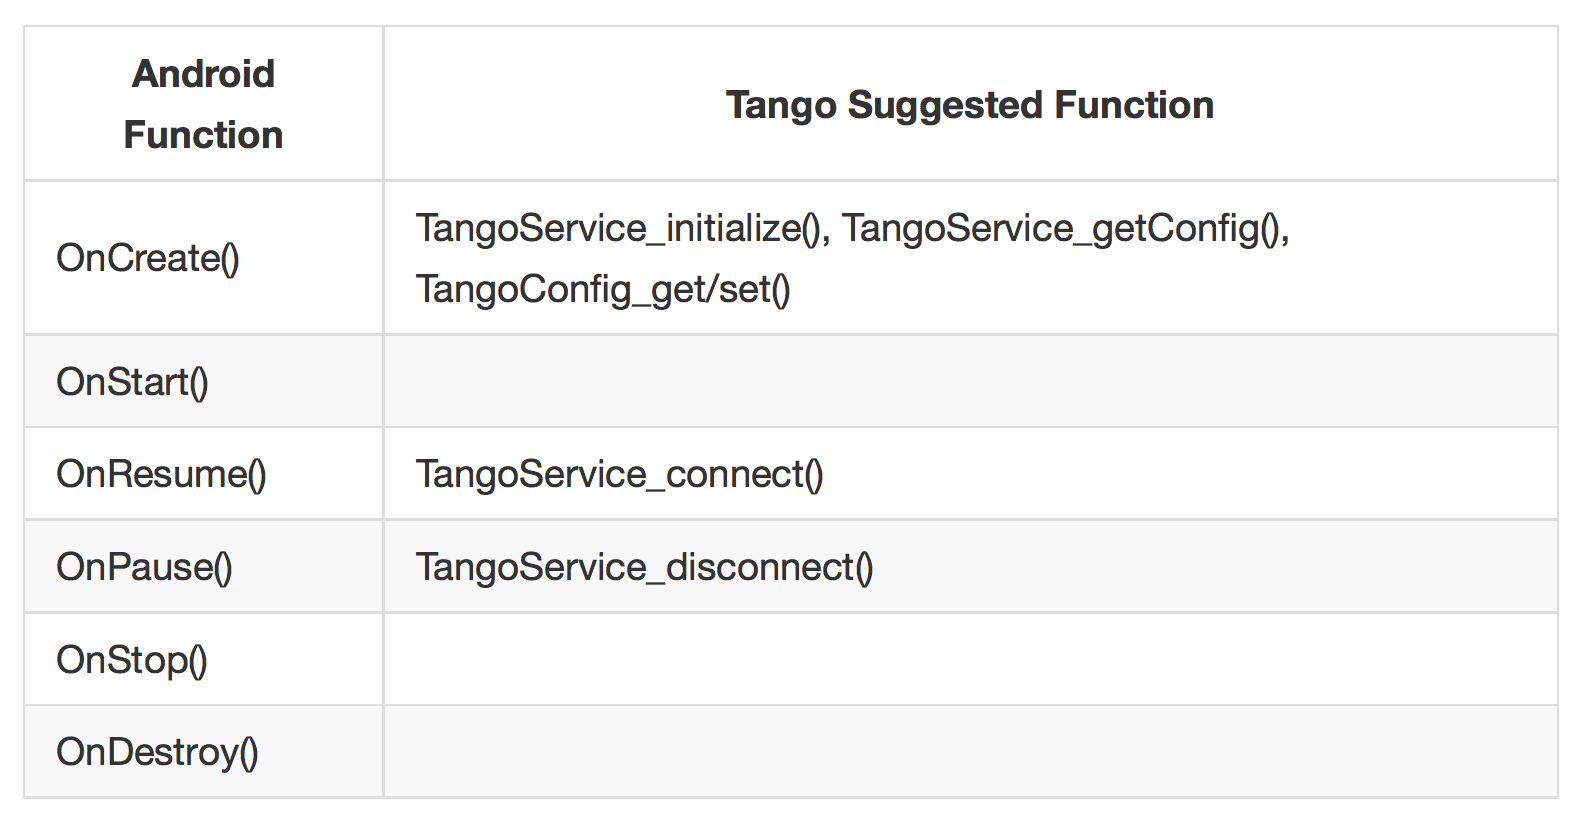 Android
Function
Tango Suggested Function
OnCreate()
TangoService_initialize(), TangoService_getConfig(),
TangoConfig_get/set()
OnStart()
OnResume()
TangoService_connect()
OnPause()
TangoService_disconnect()
OnStop()
OnDestroy()